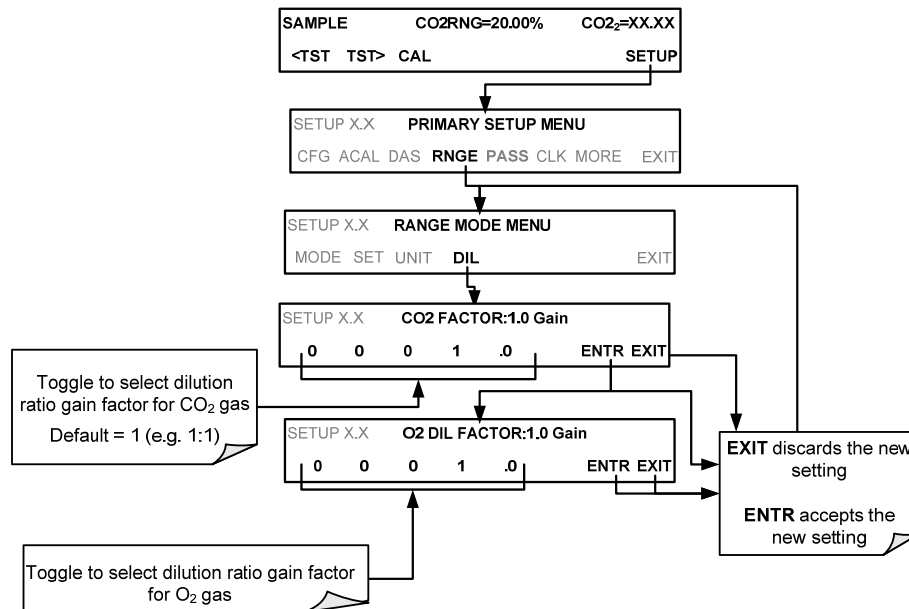 SAMPLE CO2RNG=20.00% CO2₂=XX.XX
<TST TST> CAL SETUP
SETUP X.X PRIMARY SETUP MENU
CFG ACAL DAS RNGE PASS CLK MORE EXIT
SETUP X.X RANGE MODE MENU
MODE SET UNIT DIL EXIT
SETUP X.X CO2 FACTOR:1.0 Gain
0 0 0 1 .0 ENTR EXIT
Toggle to select dilution
ratio gain factor for CO₂ gas
Default = 1 (e.g. 1:1)
SETUP X.X O2 DIL FACTOR:1.0 Gain
0 0 0 1 .0 ENTR EXIT
EXIT discards the new
setting
ENTR accepts the
new setting
Toggle to select dilution ratio gain factor
for O₂ gas